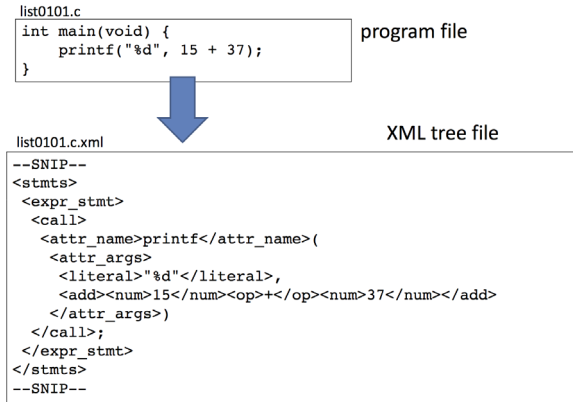 list0101.c
int main(void) {
    printf("%d", 15 + 37);
}
program file
XML tree file
list0101.c.xml
--SNIP--
<stmts>
 <expr_stmt>
  <call>
   <attr_name>printf</attr_name>(
    <attr_args>
     <literal>"%d"</literal>,
     <add><num>15</num><op>+</op><num>37</num></add>
    </attr_args>)
  </call>;
 </expr_stmt>
</stmts>
--SNIP--